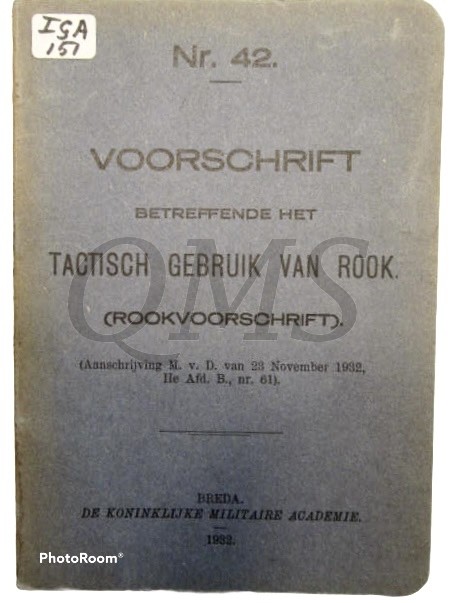 IGA
151
Nr. 42.
VOORSCHRIFT
BETREFFENDE HET
TACTISCH GEBRUIK VAN ROOK.
QMS
(ROOKVOORSCHRIFT).
(Aanschrijving M. v. D. van 23 November 1932,
IIe Afd. B., nr. 61).
BREDA.
DE KONINKLIJKE MILITAIRE ACADEMIE.
1932.
PhotoRoom®